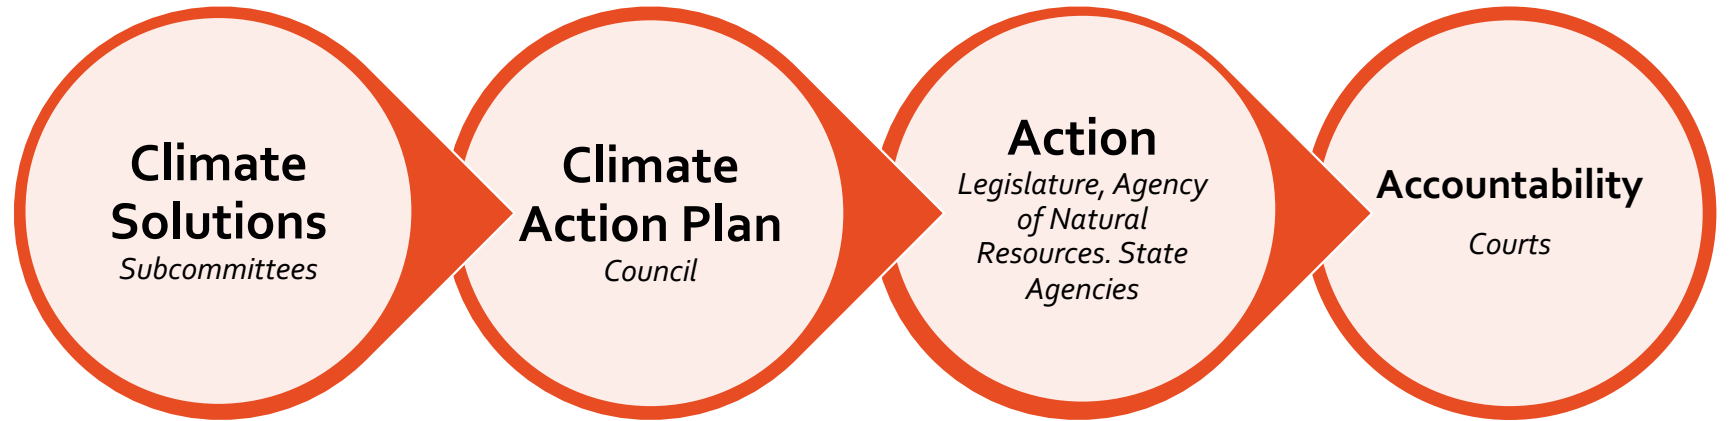 Climate
Solutions
Subcommittees
Climate
Action Plan
Council
Action
Legislature, Agency
of Natural
Resources. State
Agencies
Accountability
Courts